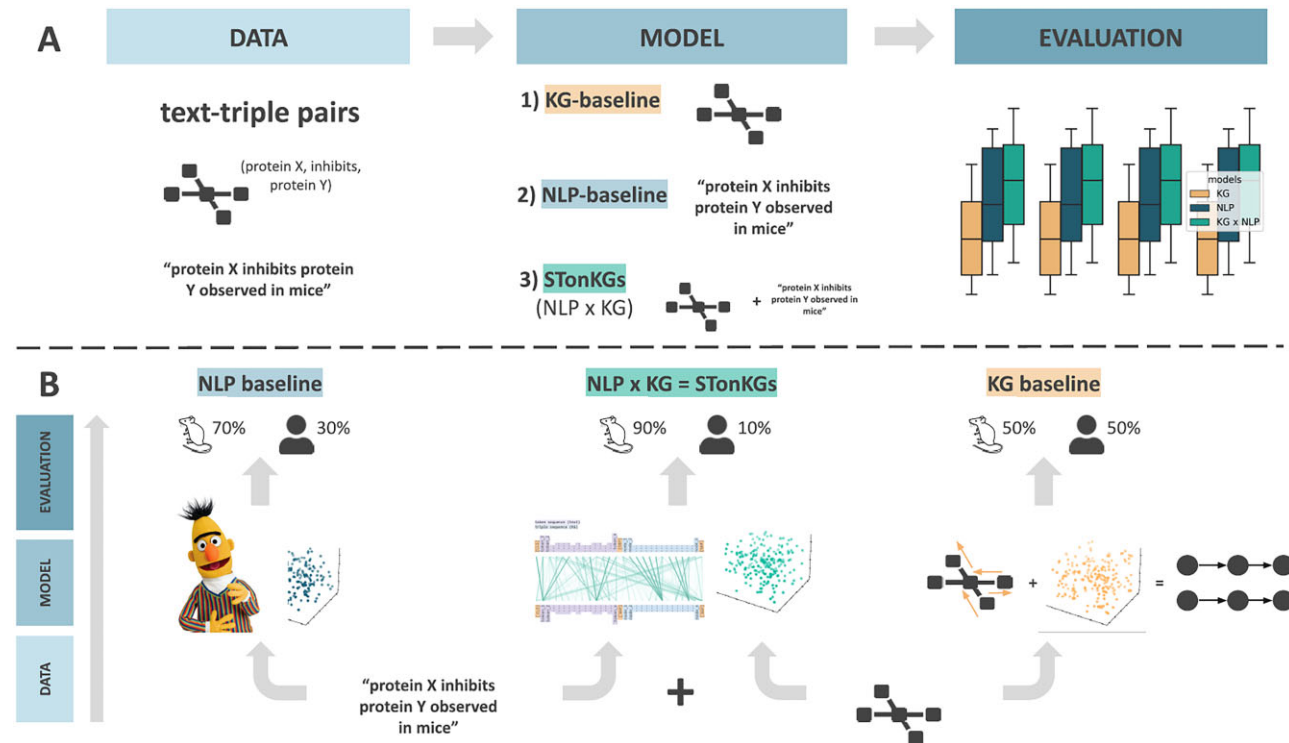 A
DATA
MODEL
EVALUATION
text-triple pairs
(protein X, inhibits,
protein Y)
“protein X inhibits protein
Y observed in mice”
1) KG-baseline
2) NLP-baseline
“protein X inhibits
protein Y observed
in mice”
3) STonKGs
(NLP x KG)
+
“protein X inhibits
protein Y observed in
mice”
models
KG
NLP
KG x NLP
B
EVALUATION
MODEL
DATA
NLP baseline
70%
30%
NLP x KG = STonKGs
90%
10%
KG baseline
50%
50%
+
=
“protein X inhibits
protein Y observed
in mice”
+